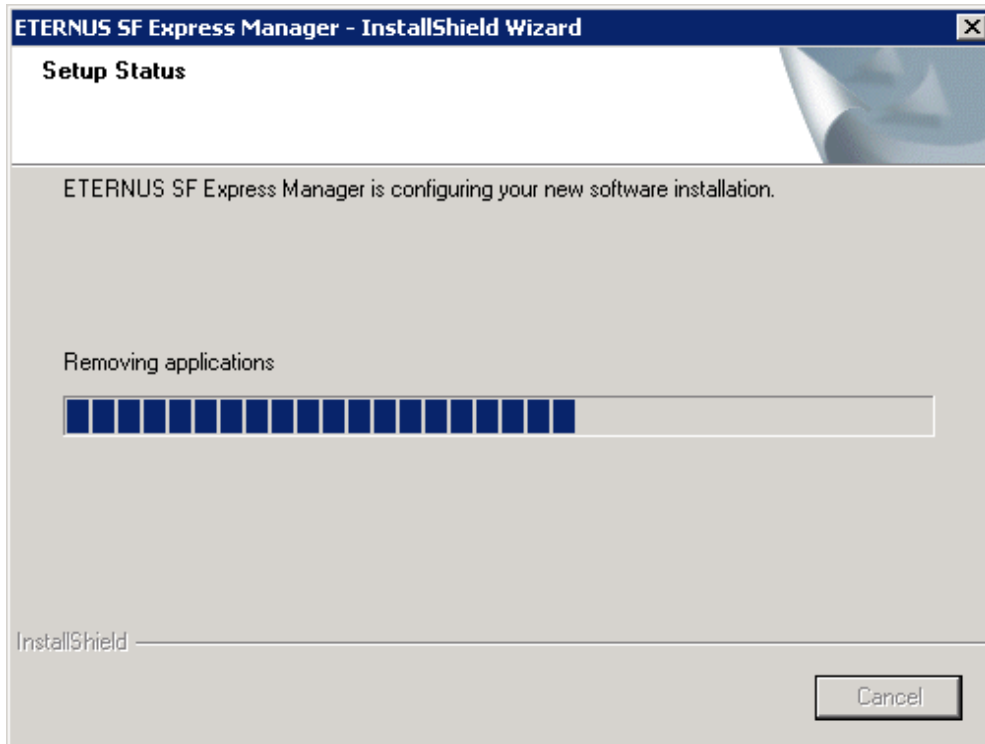 ETERNUS SF Express Manager - InstallShield Wizard
Setup Status
ETERNUS SF Express Manager is configuring your new software installation.
Removing applications
InstallShield
Cancel